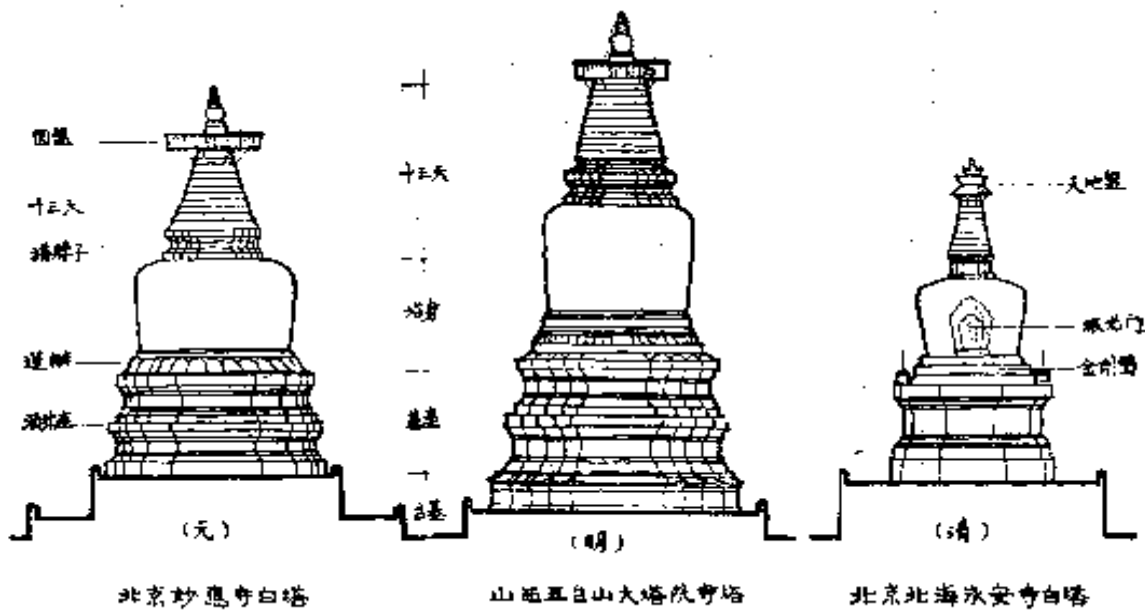 圆盘
十三天
塔脖子
莲瓣
须弥座
(元)
北京妙應寺白塔
十三天
塔身
基座
台基
(明)
山西五台山大塔院寺塔
天地盘
眼光门
金刚圈
(清)
北京北海永安寺白塔